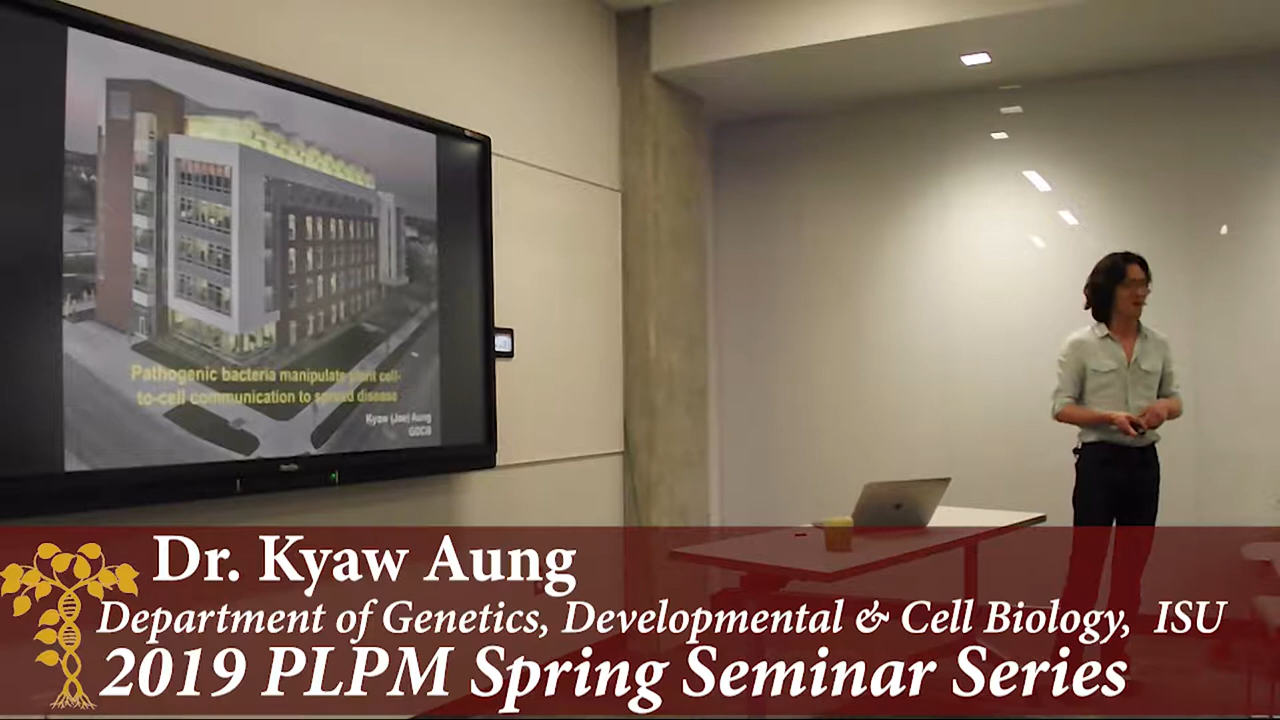 Pathogenic bacteria manipulate plant cell-
to-cell communication to spread disease
Kyaw (Joe) Aung
GDCB
Dr. Kyaw Aung
Department of Genetics, Developmental & Cell Biology, ISU
2019 PLPM Spring Seminar Series